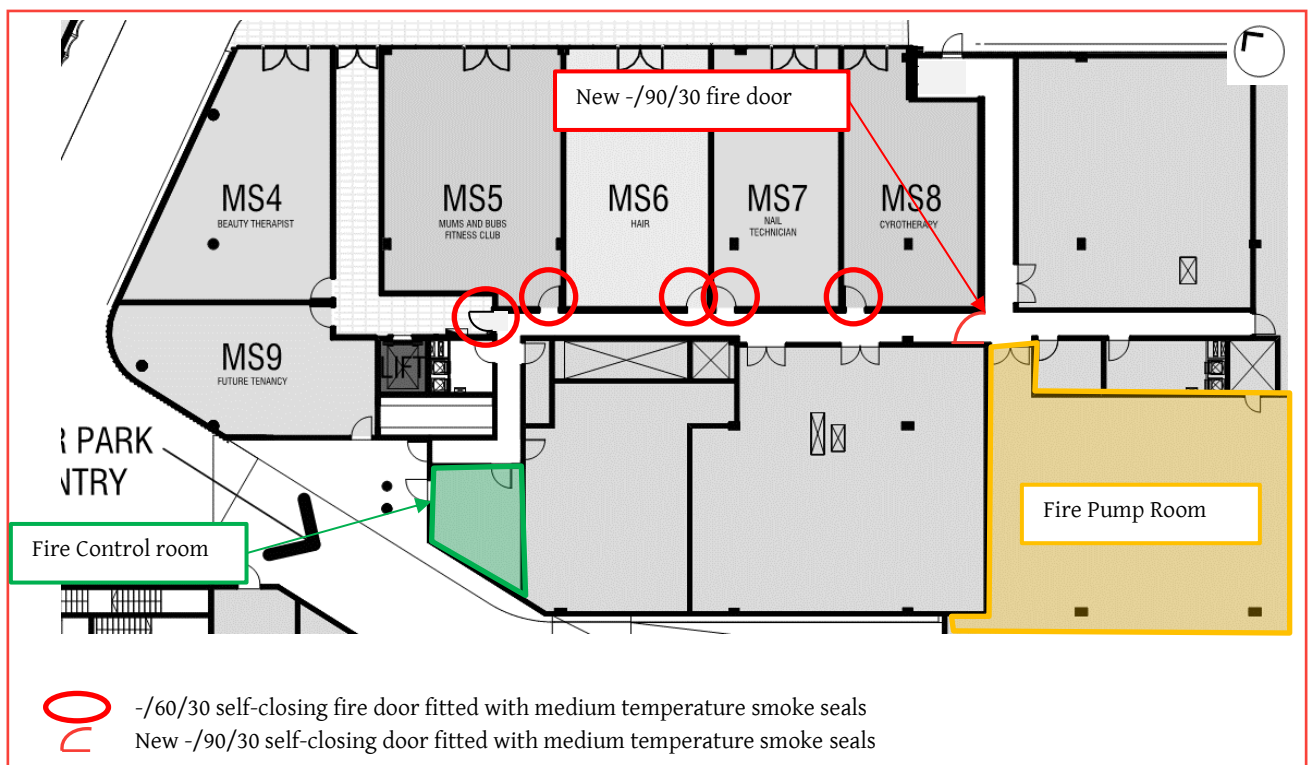 New -/90/30 fire door
MS4
BEAUTY THERAPIST
MS5
MUMS AND BUBS
FITNESS CLUB
MS6
HAIR
MS7
NAIL
TECHNICIAN
MS8
CYROTHERAPY
MS9
FUTURE TENANCY
LIFT
R PARK
NTRY
Fire Control room
Fire Pump Room
-/60/30 self-closing fire door fitted with medium temperature smoke seals
New -/90/30 self-closing door fitted with medium temperature smoke seals